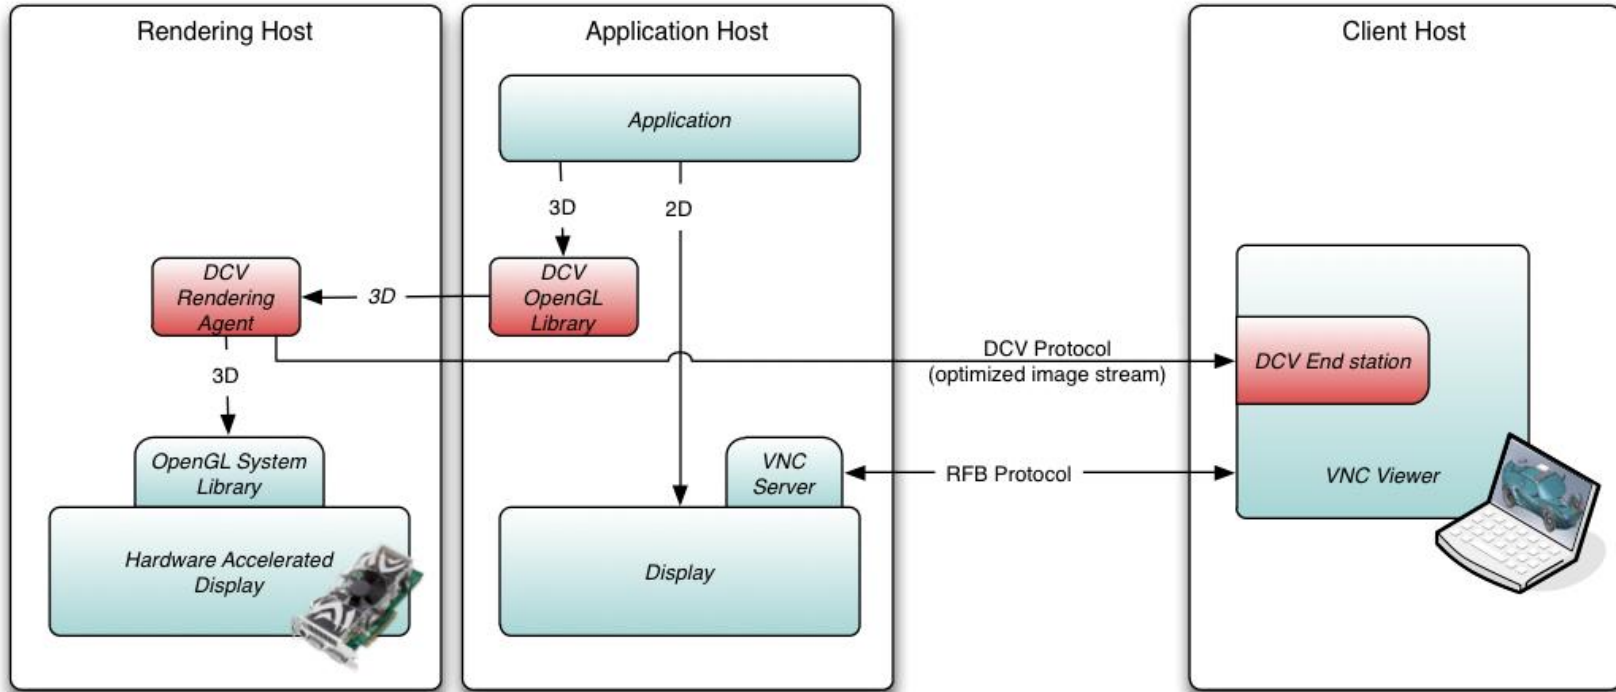 Rendering Host
Application Host
Client Host
Application
3D
2D
DCV
Rendering
Agent
3D
DCV
OpenGL
Library
DCV Protocol
(optimized image stream)
DCV End station
3D
OpenGL System
Library
VNC
Server
RFB Protocol
VNC Viewer
Hardware Accelerated
Display
Display